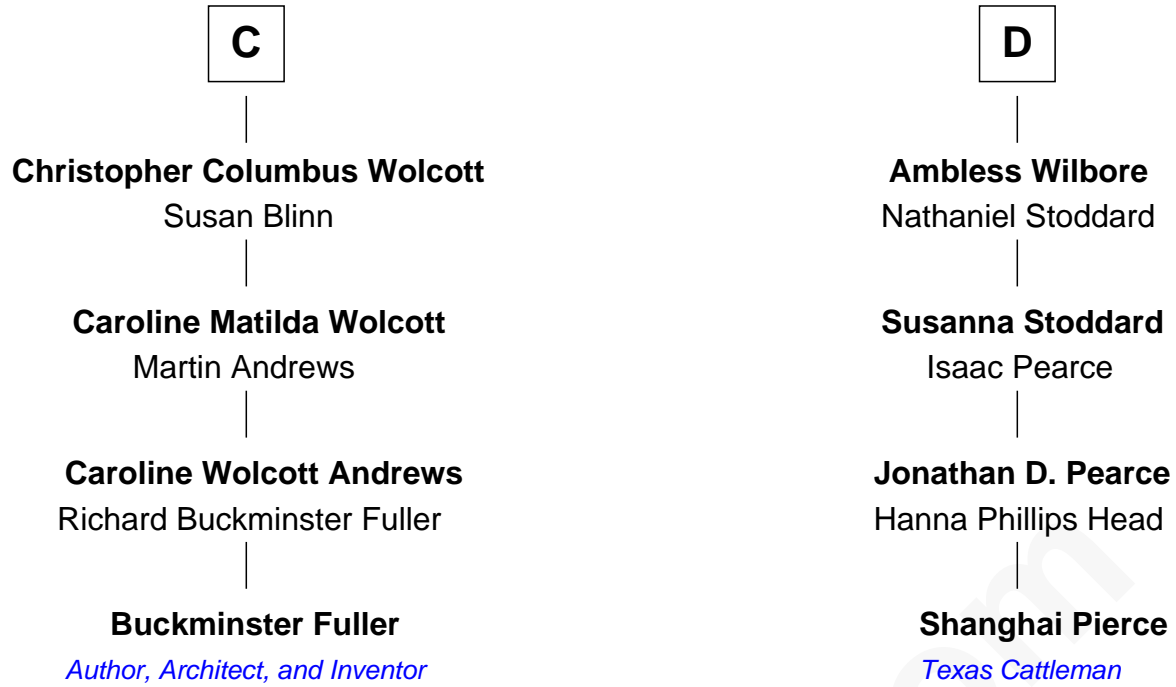 C
Christopher Columbus Wolcott
Susan Blinn
Caroline Matilda Wolcott
Martin Andrews
Caroline Wolcott Andrews
Richard Buckminster Fuller
Buckminster Fuller
Author, Architect, and Inventor
D
Ambless Wilbore
Nathaniel Stoddard
Susanna Stoddard
Isaac Pearce
Jonathan D. Pearce
Hanna Phillips Head
Shanghai Pierce
Texas Cattleman